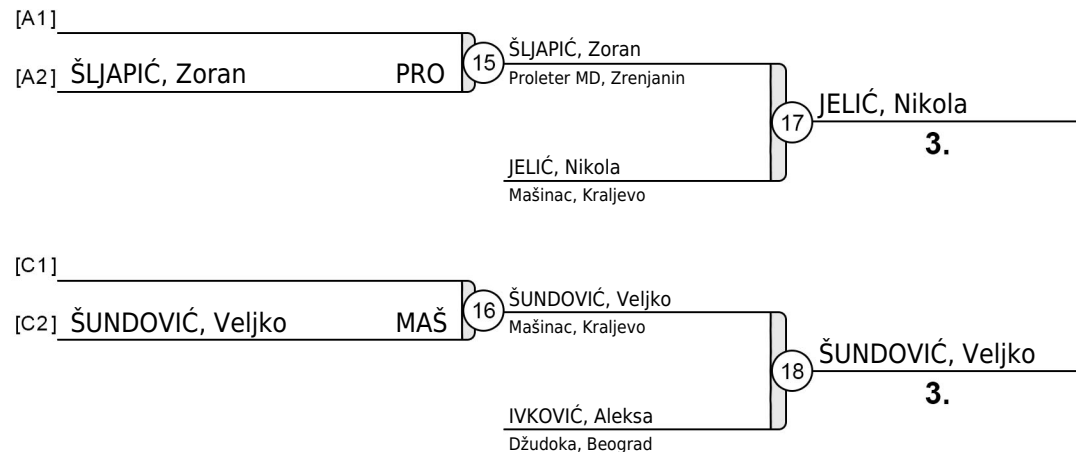 [A1]
[A2] ŠLJAPIĆ, Zoran PRO
15
ŠLJAPIĆ, Zoran
Proleter MD, Zrenjanin
17
JELIĆ, Nikola
3.
JELIĆ, Nikola
Mašinac, Kraljevo
[C1]
[C2] ŠUNDOVIĆ, Veljko MAŠ
16
ŠUNDOVIĆ, Veljko
Mašinac, Kraljevo
18
ŠUNDOVIĆ, Veljko
3.
IVKOVIĆ, Aleksa
Džudoka, Beograd